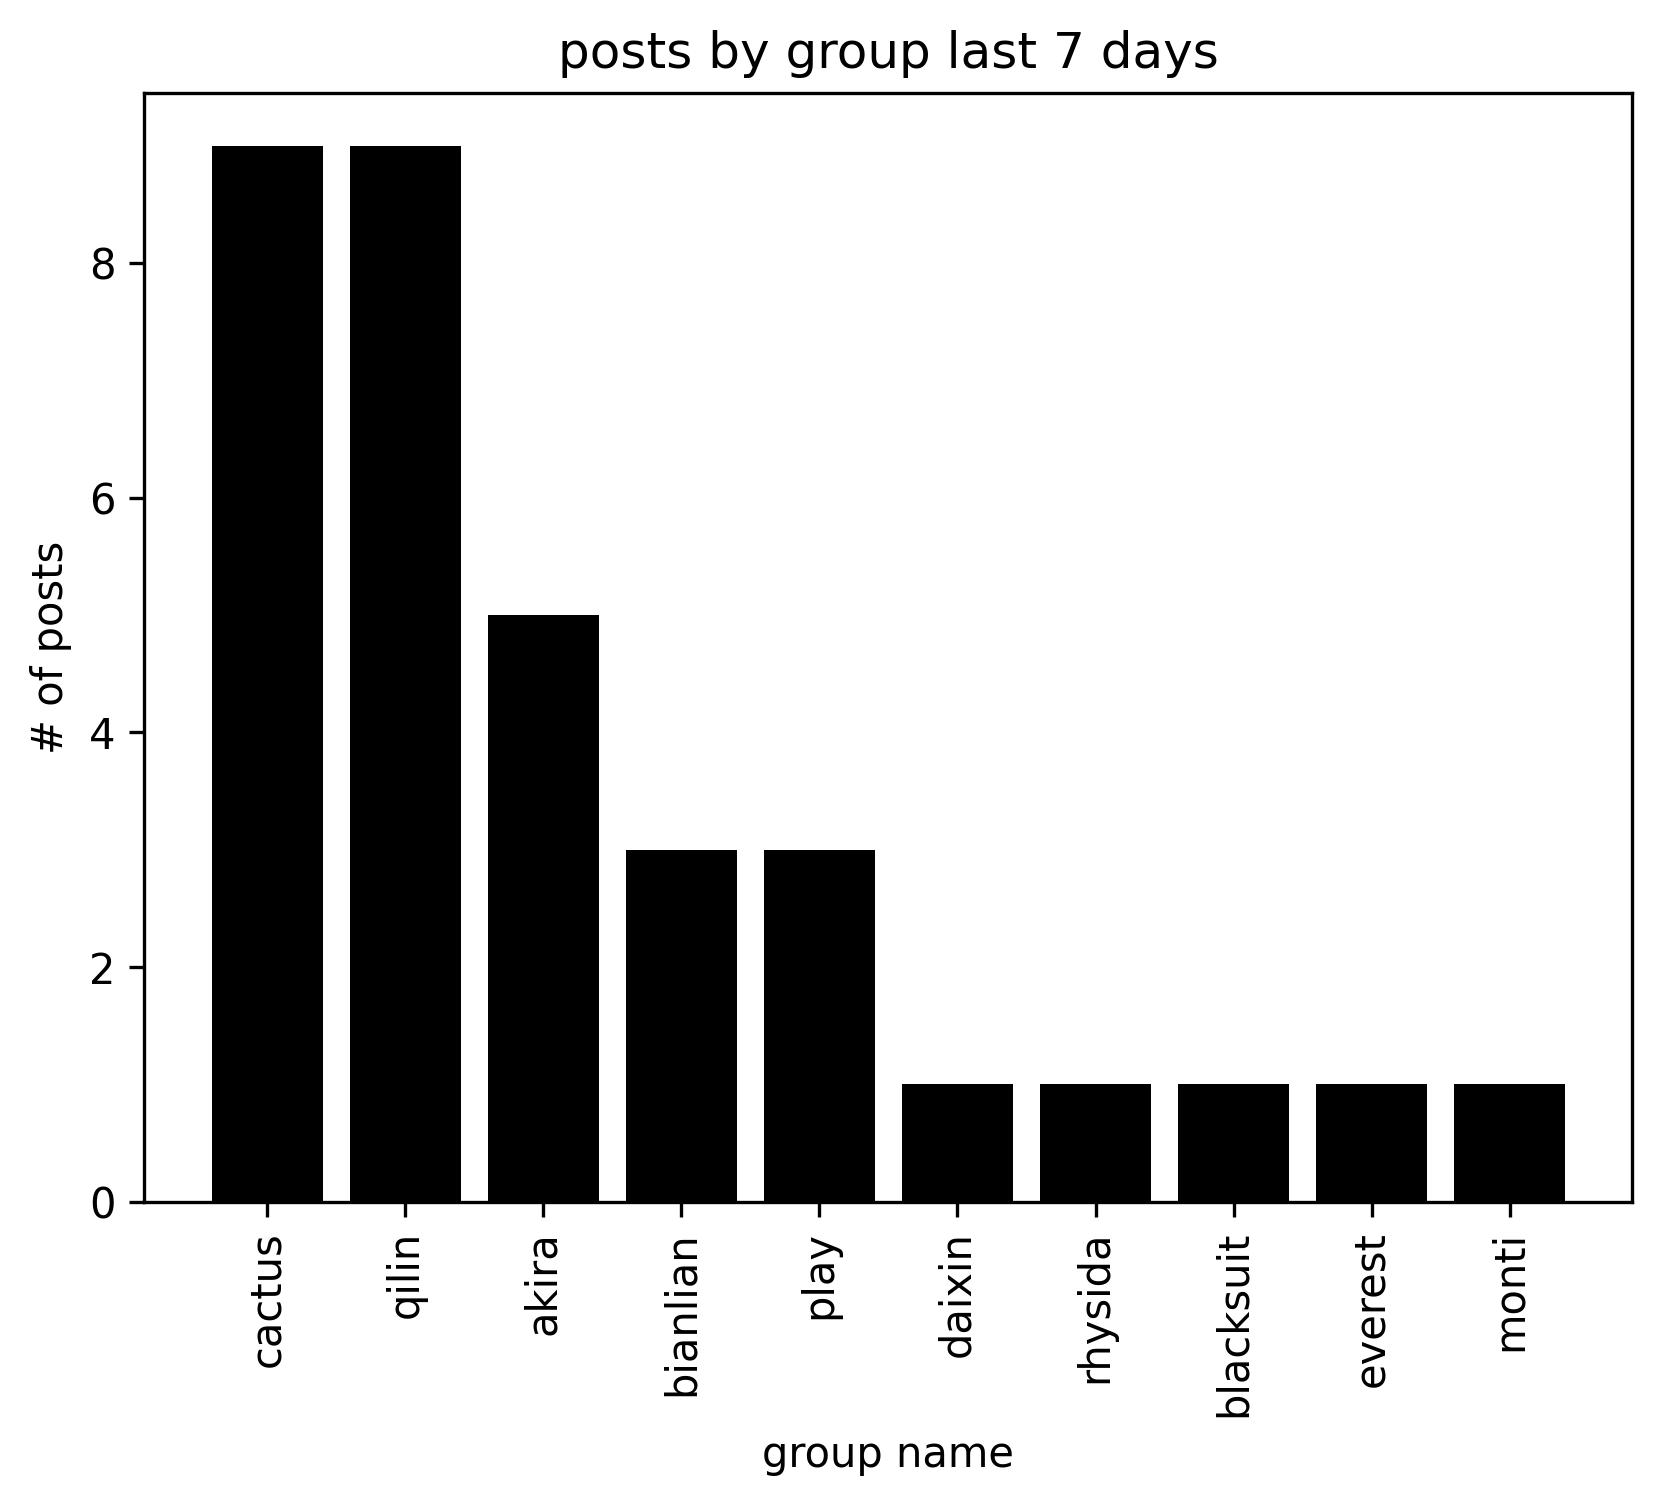 posts by group last 7 days
# of posts
8
6
4
2
0
cactus
qilin
akira
bianlian
play
daixin
rhysida
blacksuit
everest
monti
group name